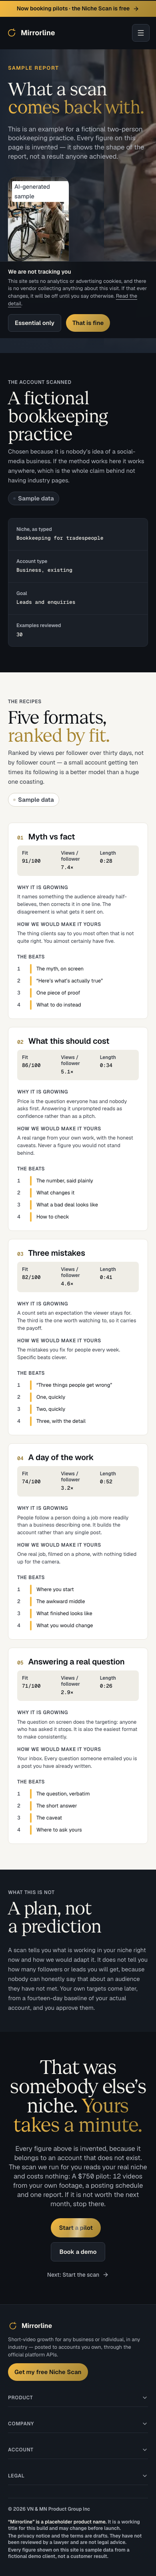 Now booking pilots · the Niche Scan is free →
Mirrorline
SAMPLE REPORT
What a scan
comes back with.
This is an example for a fictional two-person
bookkeeping practice. Every figure on this
page is invented — it shows the shape of the
report, not a result anyone achieved.
AI-generated
sample
We are not tracking you
This site sets no analytics or advertising cookies, and there
is no vendor collecting anything about this visit. If that ever
changes, it will be off until you say otherwise. Read the
detail.
Essential only
That is fine
THE ACCOUNT SCANNED
A fictional
bookkeeping
practice
Chosen because it is nobody's idea of a social-
media business. If the method works here it works
anywhere, which is the whole claim behind not
having industry pages.
Sample data
Niche, as typed
Bookkeeping for tradespeople
Account type
Business, existing
Goal
Leads and enquiries
Examples reviewed
30
THE RECIPES
Five formats,
ranked by fit.
Ranked by views per follower over thirty days, not
by follower count — a small account getting ten
times its following is a better model than a huge
one coasting.
Sample data
01 Myth vs fact
Fit
91/100
Views /
follower
7.4×
Length
0:28
WHY IT IS GROWING
It names something the audience already half-
believes, then corrects it in one line. The
disagreement is what gets it sent on.
HOW WE WOULD MAKE IT YOURS
The thing clients say to you most often that is not
quite right. You almost certainly have five.
THE BEATS
1 The myth, on screen
2 "Here's what's actually true"
3 One piece of proof
4 What to do instead
02 What this should cost
Fit
86/100
Views /
follower
5.1×
Length
0:34
WHY IT IS GROWING
Price is the question everyone has and nobody
asks first. Answering it unprompted reads as
confidence rather than as a pitch.
HOW WE WOULD MAKE IT YOURS
A real range from your own work, with the honest
caveats. Never a figure you would not stand
behind.
THE BEATS
1 The number, said plainly
2 What changes it
3 What a bad deal looks like
4 How to check
03 Three mistakes
Fit
82/100
Views /
follower
4.6×
Length
0:41
WHY IT IS GROWING
A count sets an expectation the viewer stays for.
The third is the one worth watching to, so it carries
the payoff.
HOW WE WOULD MAKE IT YOURS
The mistakes you fix for people every week.
Specific beats clever.
THE BEATS
1 "Three things people get wrong"
2 One, quickly
3 Two, quickly
4 Three, with the detail
04 A day of the work
Fit
74/100
Views /
follower
3.2×
Length
0:52
WHY IT IS GROWING
People follow a person doing a job more readily
than a business describing one. It builds the
account rather than any single post.
HOW WE WOULD MAKE IT YOURS
One real job, filmed on a phone, with nothing tidied
up for the camera.
THE BEATS
1 Where you start
2 The awkward middle
3 What finished looks like
4 What you would change
05 Answering a real question
Fit
71/100
Views /
follower
2.9×
Length
0:26
WHY IT IS GROWING
The question on screen does the targeting: anyone
who has asked it stops. It is also the easiest format
to make consistently.
HOW WE WOULD MAKE IT YOURS
Your inbox. Every question someone emailed you is
a post you have already written.
THE BEATS
1 The question, verbatim
2 The short answer
3 The caveat
4 Where to ask yours
WHAT THIS IS NOT
A plan, not
a prediction
A scan tells you what is working in your niche right
now and how we would adapt it. It does not tell you
how many followers or leads you will get, because
nobody can honestly say that about an audience
they have not met. Your own targets come later,
from a fourteen-day baseline of your actual
account, and you approve them.
That was
somebody else's
niche. Yours
takes a minute.
Every figure above is invented, because it
belongs to an account that does not exist.
The scan we run for you reads your real niche
and costs nothing: A $750 pilot: 12 videos
from your own footage, a posting schedule
and one report. If it is not worth the next
month, stop there.
Start a pilot
Book a demo
Next: Start the scan →
Mirrorline
Short-video growth for any business or individual, in any
industry — posted to accounts you own, through the
official platform APIs.
Get my free Niche Scan
PRODUCT
COMPANY
ACCOUNT
LEGAL
© 2026 VN & MN Product Group Inc
"Mirrorline" is a placeholder product name. It is a working
title for this build and may change before launch.
The privacy notice and the terms are drafts. They have not
been reviewed by a lawyer and are not legal advice.
Every figure shown on this site is sample data from a
fictional demo client, not a customer result.